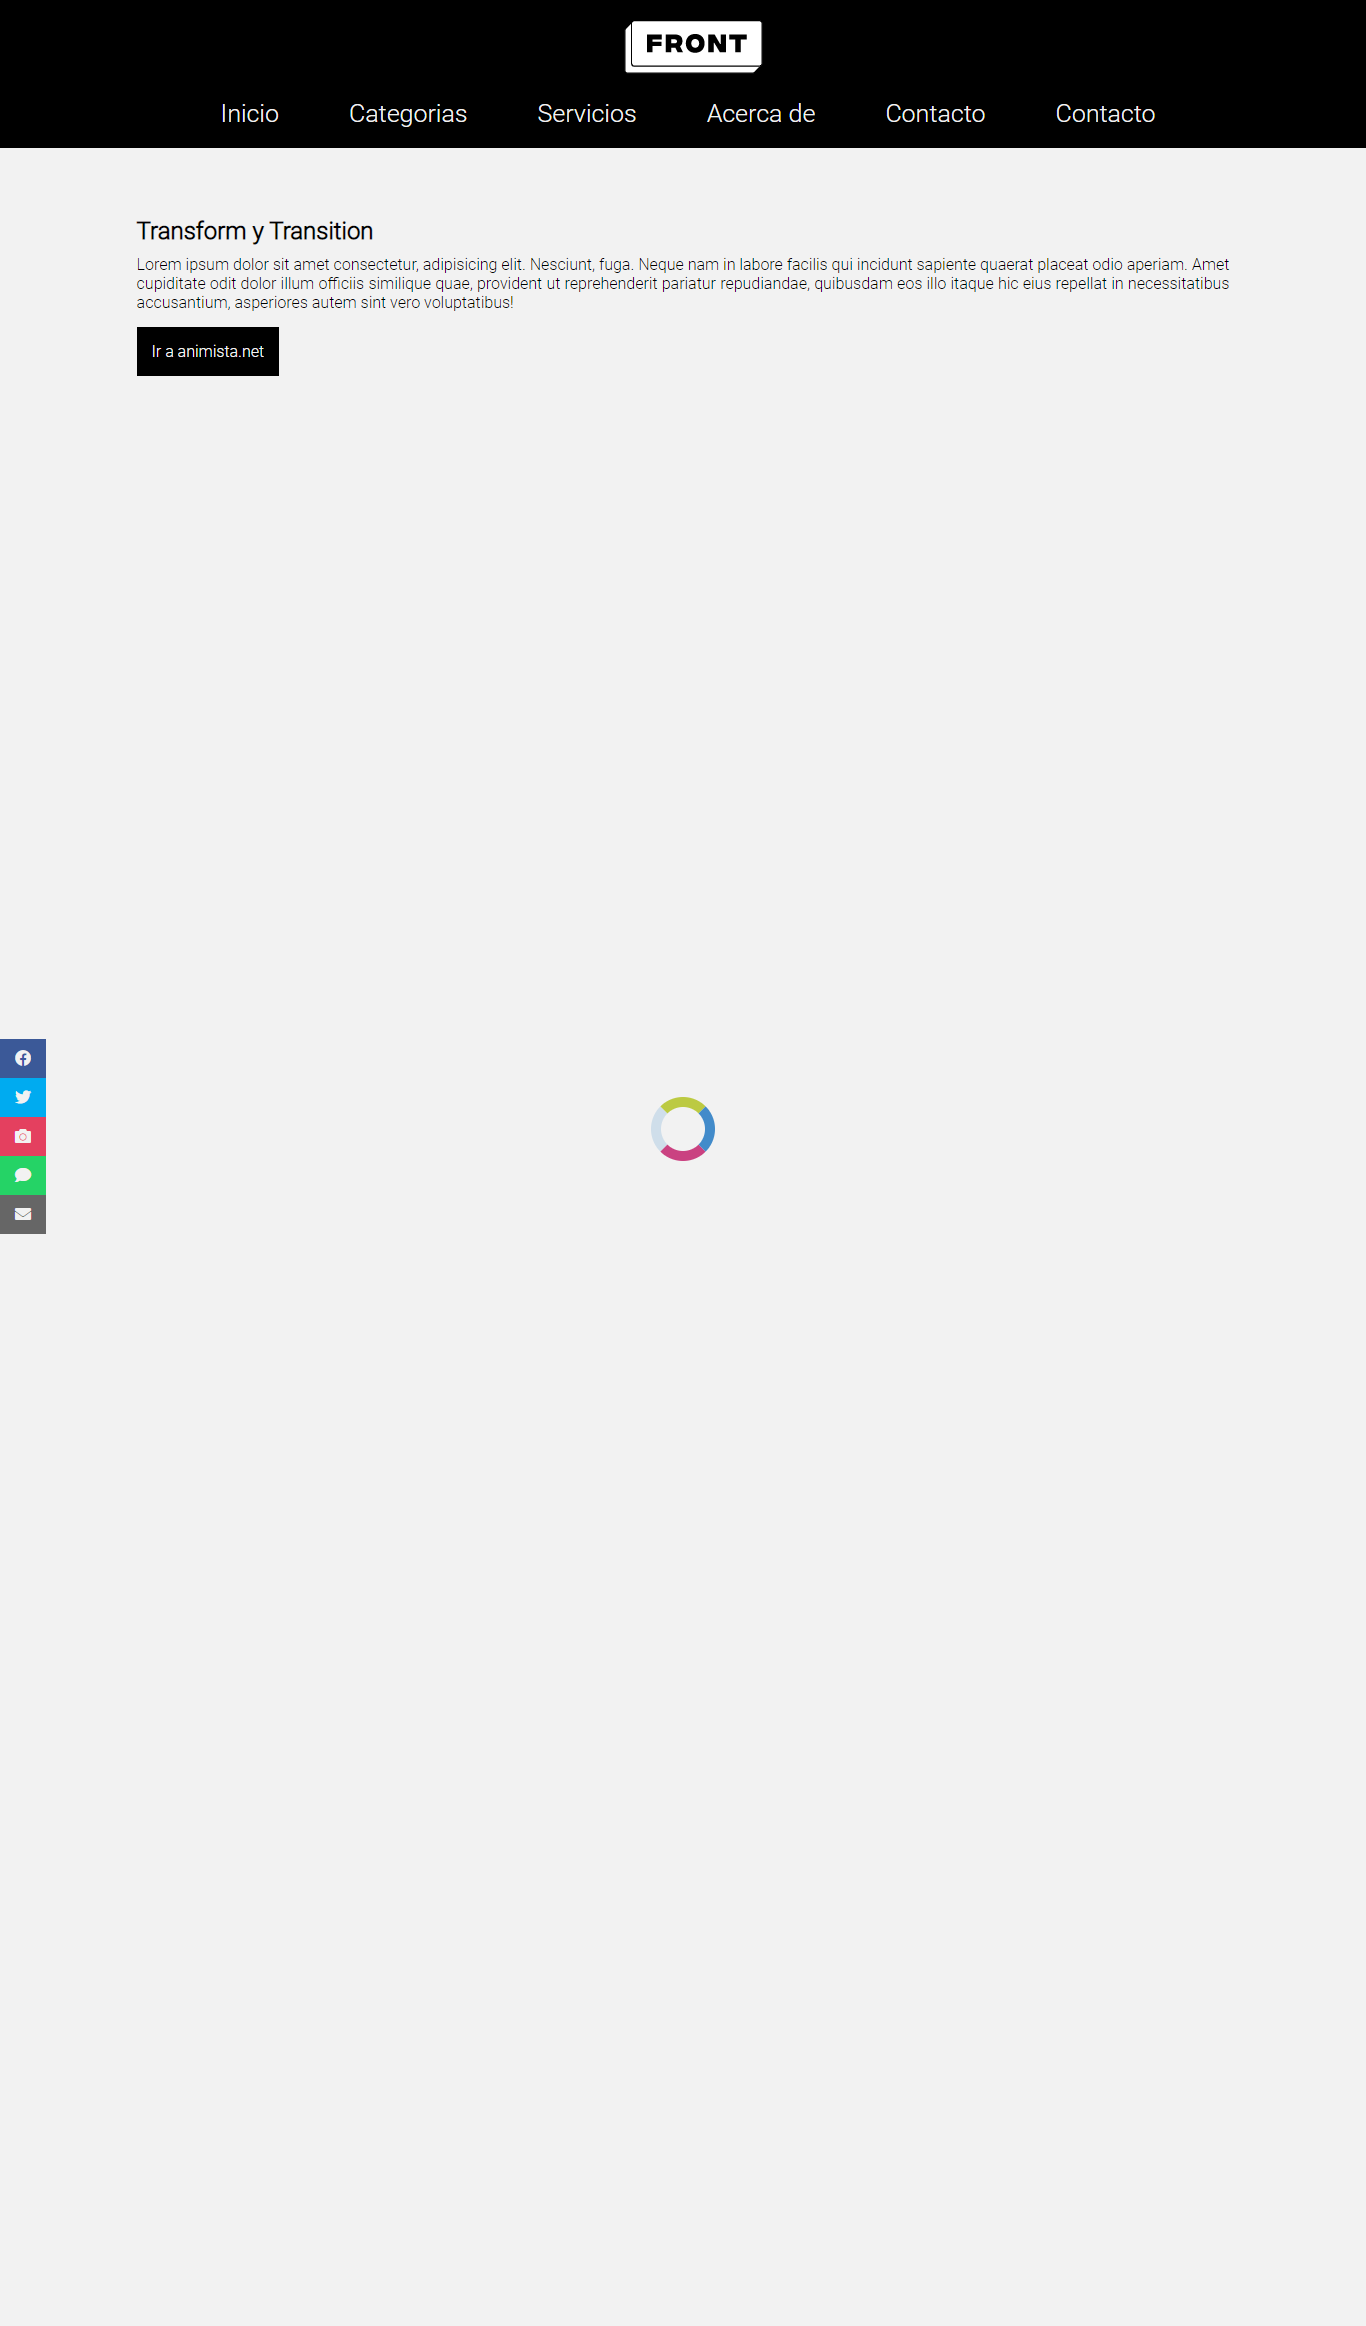 FRONT
Inicio Categorias Servicios Acerca de Contacto Contacto
Transform y Transition
Lorem ipsum dolor sit amet consectetur, adipisicing elit. Nesciunt, fuga. Neque nam in labore facilis qui incidunt sapiente quaerat placeat odio aperiam. Amet
cupiditate odit dolor illum officiis similique quae, provident ut reprehenderit pariatur repudiandae, quibusdam eos illo itaque hic eius repellat in necessitatibus
accusantium, asperiores autem sint vero voluptatibus!
Ir a animista.net